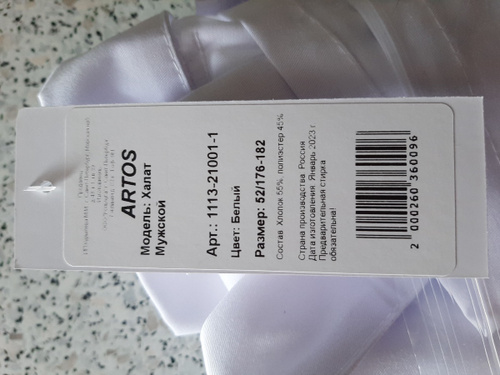 ARTOS
Модель: Халат
Мужской
Арт.: 1113-21001-1
Цвет: Белый
Размер: 52/176-182
Состав: Хлопок 55%, полиэстер 45%
Страна производства: Россия
Дата изготовления: Январь 2023 г
Предварительная стирка
обязательна!
2 000260 360096